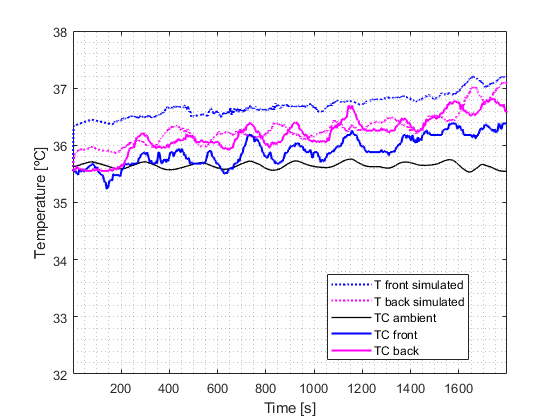 38
37
36
35
34
33
32
Temperature [ºC]
200 400 600 800 1000 1200 1400 1600
Time [s]
T front simulated
T back simulated
TC ambient
TC front
TC back